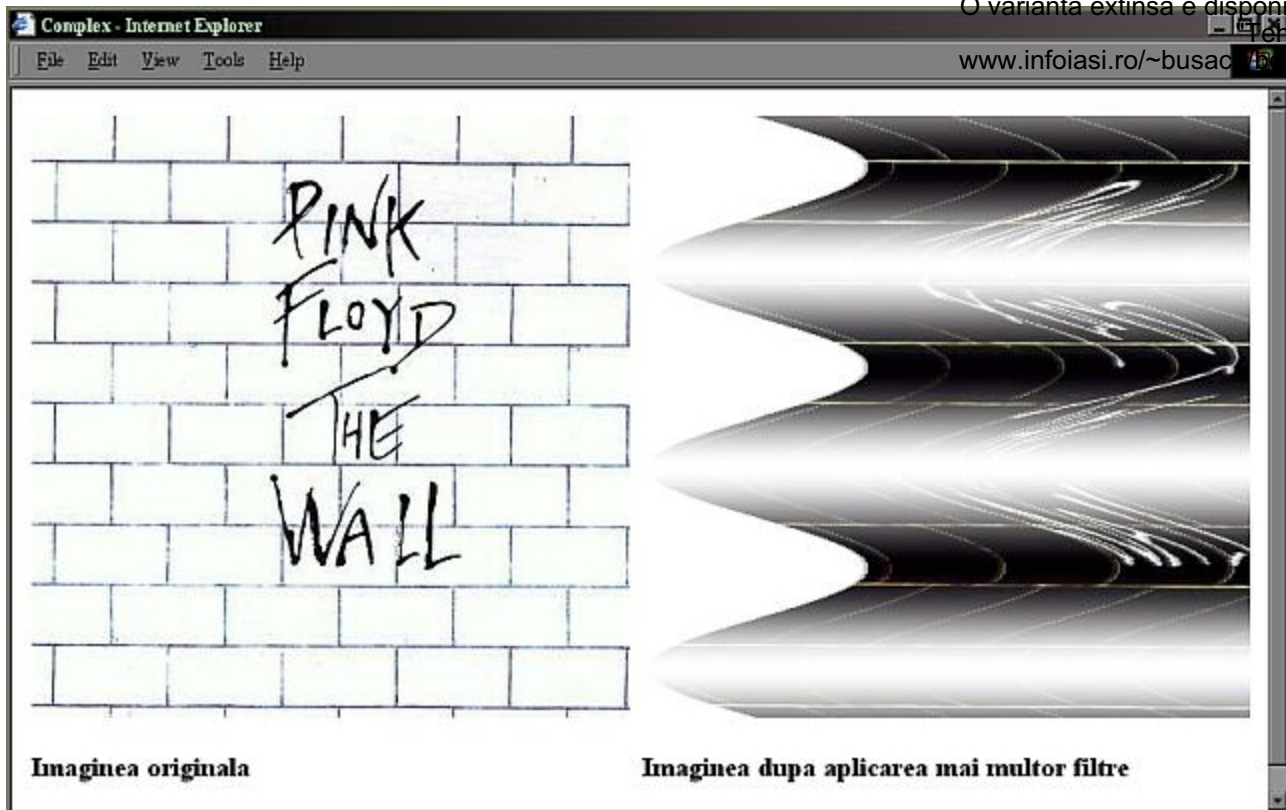 O varianta extinsa e disponi
Complex - Internet Explorer
Teh
File Edit View Tools Help
www.infoiasi.ro/~busac
PINK
FLOYD
THE
WALL
Imaginea originala
Imaginea dupa aplicarea mai multor filtre